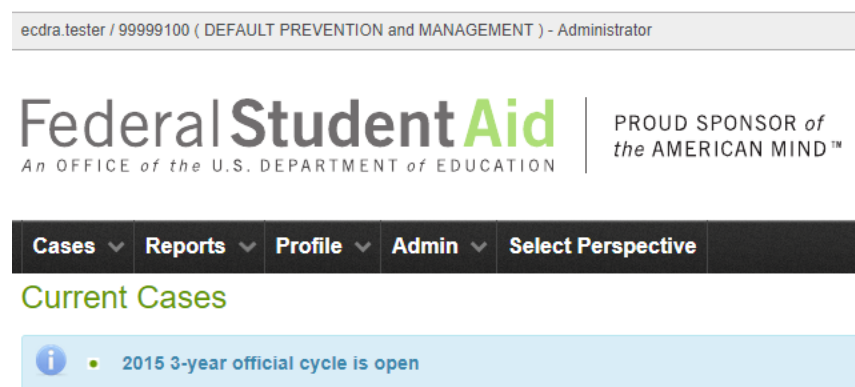 ecdra.tester / 99999100 ( DEFAULT PREVENTION and MANAGEMENT ) - Administrator
Federal Student Aid
An OFFICE of the U.S. DEPARTMENT of EDUCATION
PROUD SPONSOR of
the AMERICAN MIND™
Cases Reports Profile Admin Select Perspective
Current Cases
2015 3-year official cycle is open